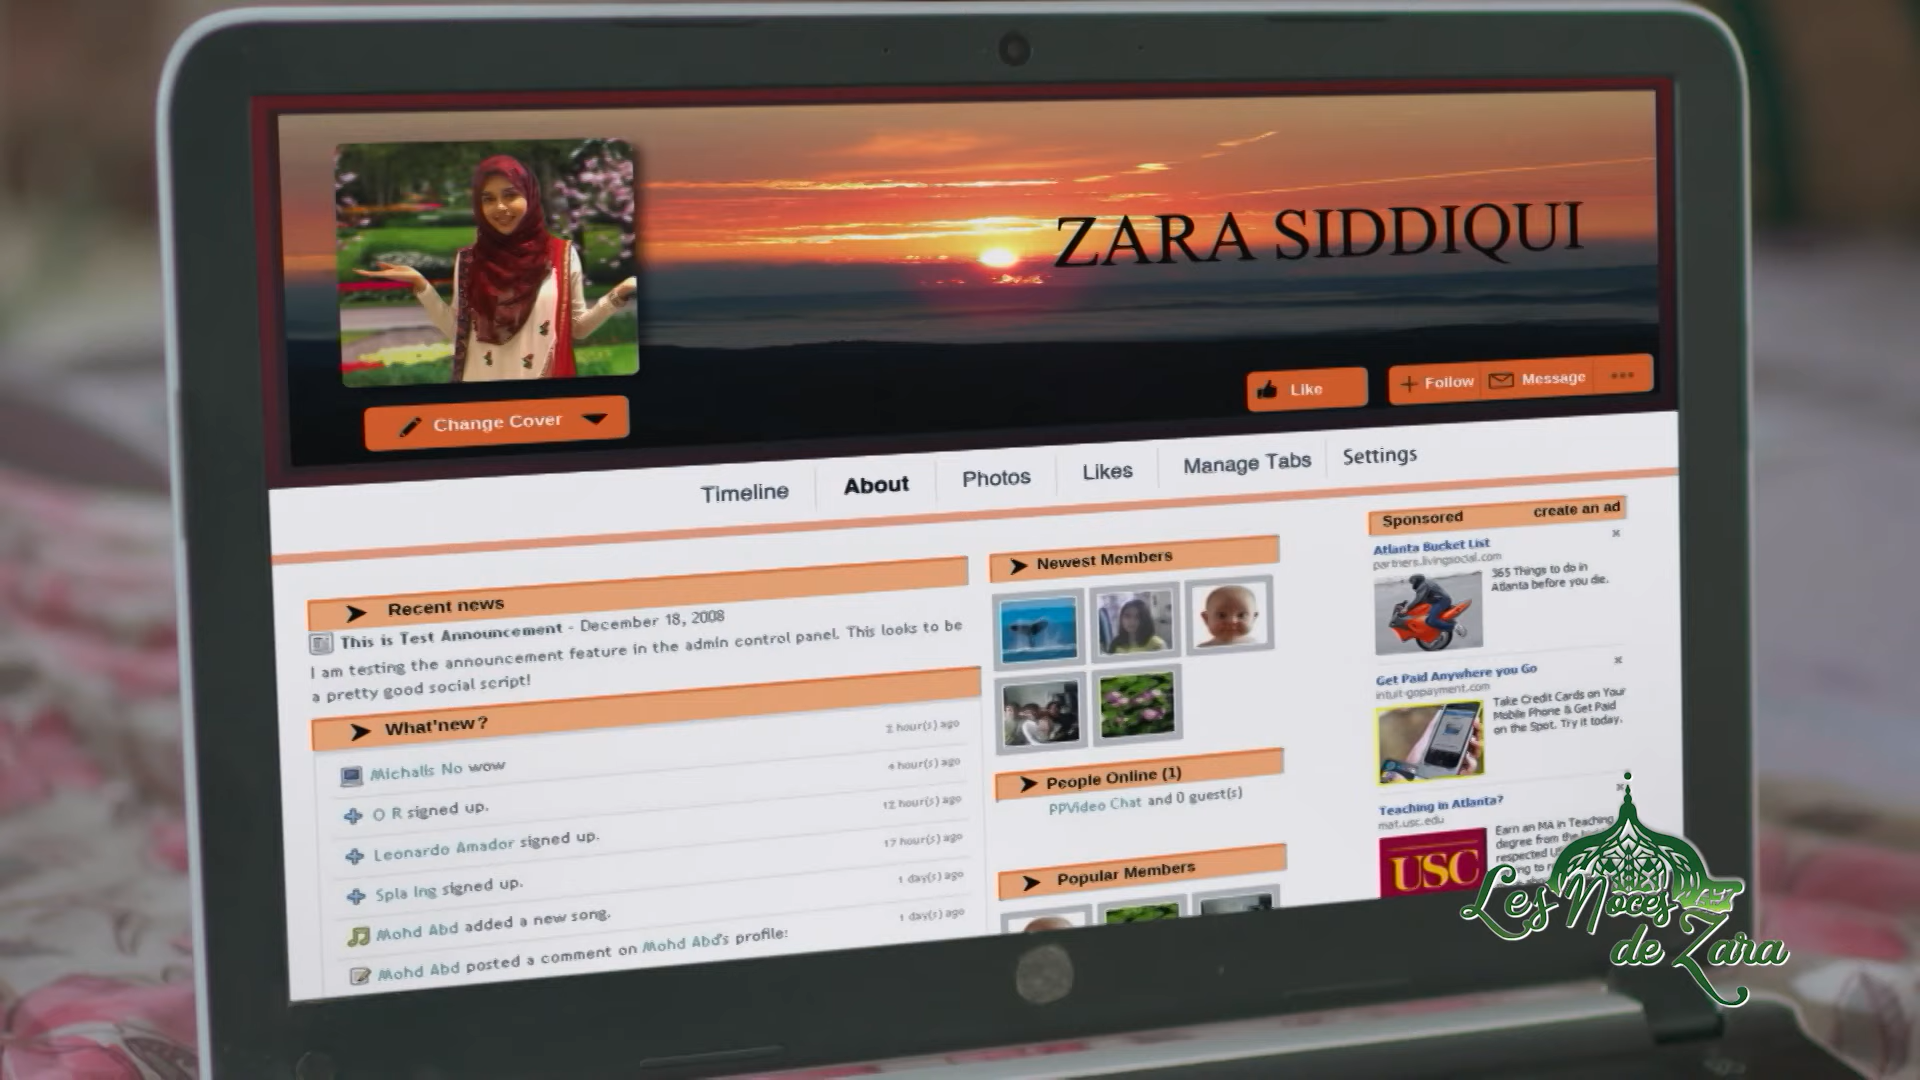 ZARA SIDDIQUI
Change Cover
Like
Follow
Message
Timeline
About
Photos
Likes
Manage Tabs
Settings
Recent news
This is Test Announcement - December 18, 2008
I am testing the announcement feature in the admin control panel. This looks to be
a pretty good social script!
What'new?
2 hour(s) ago
Michalis No wow
4 hour(s) ago
O R signed up.
12 hour(s) ago
Leonardo Amador signed up.
17 hour(s) ago
Spla Ing signed up.
1 day(s) ago
Mohd Abd added a new song.
1 day(s) ago
Mohd Abd posted a comment on Mohd Abd's profile:
Newest Members
People Online (1)
PPVideo Chat and 0 guest(s)
Popular Members
Sponsored
create an ad
Atlanta Bucket List
partners.livingsocial.com
365 Things to do in
Atlanta before you die.
Get Paid Anywhere you Go
intuit-gopayment.com
Take Credit Cards on Your
Mobile Phone & Get Paid
on the Spot. Try it today.
Teaching in Atlanta?
mat.usc.edu
Earn an MA in Teaching
degree from the
respected
USC
Les Noces
de Zara